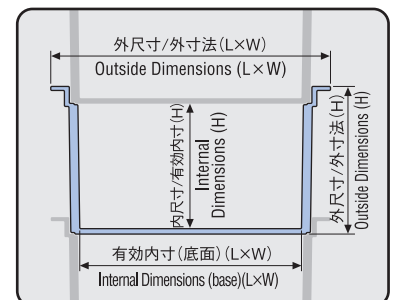 外尺寸/外寸法(L×W)
Outside Dimensions (L×W)
内尺寸/有効内寸(H)
Internal
Dimensions (H)
外尺寸/外寸法(H)
Outside Dimensions (H)
有効内寸(底面)(L×W)
Internal Dimensions (base)(L×W)